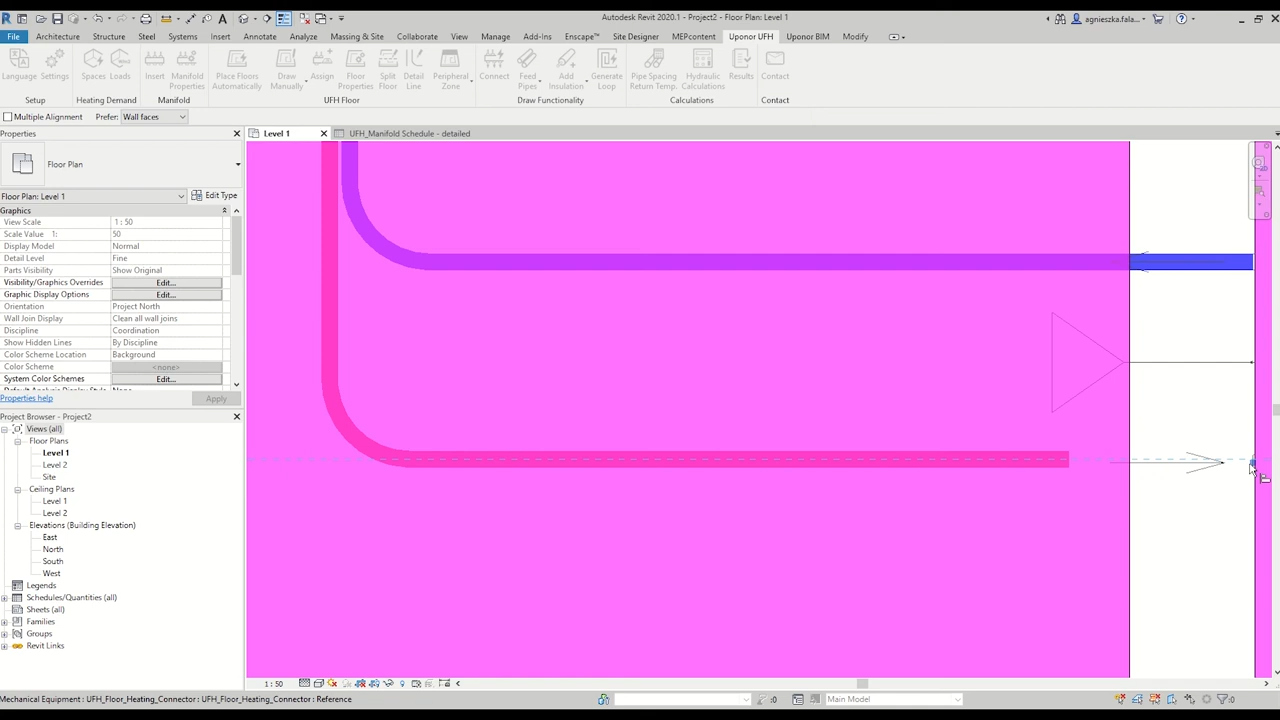 Autodesk Revit 2020.1 - Project2 - Floor Plan: Level 1
agnieszka.fala...
File Architecture Structure Steel Systems Insert Annotate Analyze Massing & Site Collaborate View Manage Add-Ins Enscape™ Site Designer MEPcontent Uponor UFH Uponor BIM Modify
Language Settings Spaces Loads Insert Manifold Properties Place Floors Automatically Draw Manually Assign Floor Properties Split Floor Detail Line Peripheral Zone Connect Feed Pipes Add Insulation Generate Loop Pipe Spacing Return Temp. Hydraulic Calculations Results Contact
Setup Heating Demand Manifold UFH Floor Draw Functionality Calculations Contact
Multiple Alignment Prefer: Wall faces
Properties
Level 1 UFH_Manifold Schedule - detailed
Floor Plan
Floor Plan: Level 1 Edit Type
Graphics
View Scale 1 : 50
Scale Value 1: 50
Display Model Normal
Detail Level Fine
Parts Visibility Show Original
Visibility/Graphics Overrides Edit...
Graphic Display Options Edit...
Orientation Project North
Wall Join Display Clean all wall joins
Discipline Coordination
Show Hidden Lines By Discipline
Color Scheme Location Background
Color Scheme <none>
System Color Schemes Edit...
Properties help Apply
Project Browser - Project2
Views (all)
Floor Plans
Level 1
Level 2
Site
Ceiling Plans
Level 1
Level 2
Elevations (Building Elevation)
East
North
South
West
Legends
Schedules/Quantities (all)
Sheets (all)
Families
Groups
Revit Links
1 : 50
Mechanical Equipment : UFH_Floor_Heating_Connector : UFH_Floor_Heating_Connector : Reference
:0 Main Model :0